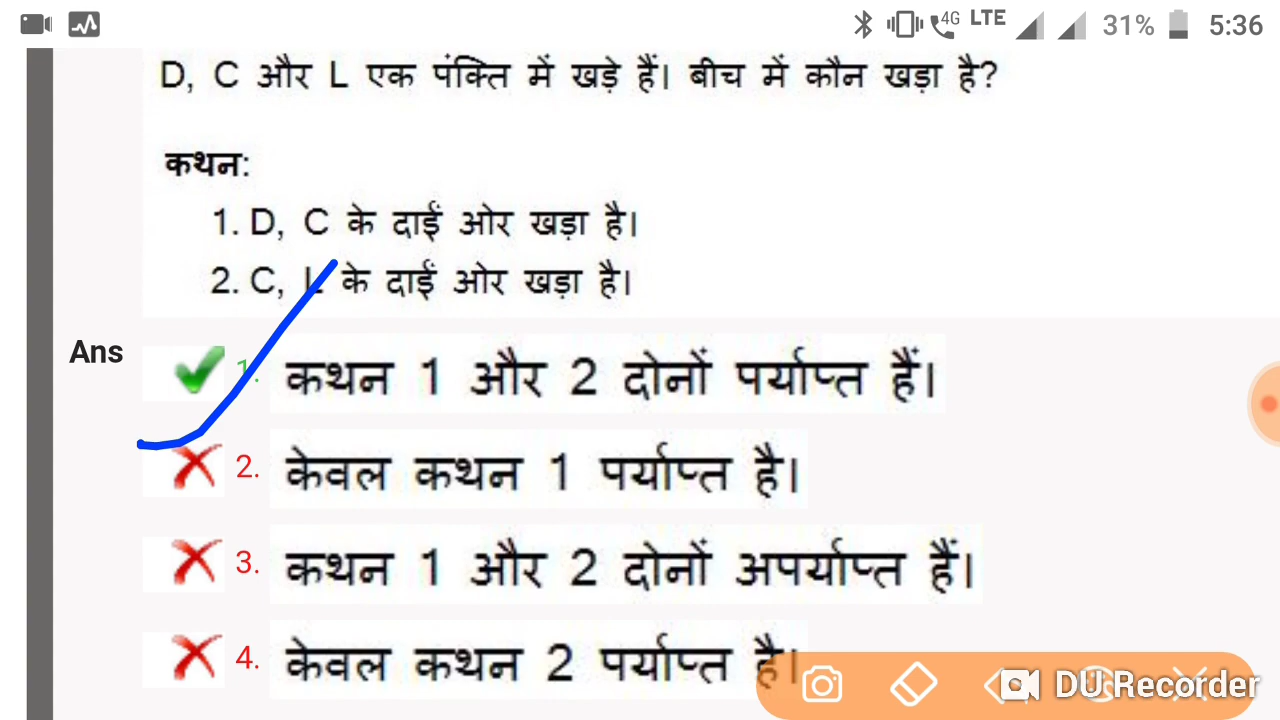 4G LTE 31% 5:36
D, C और L एक पंक्ति में खड़े हैं। बीच में कौन खड़ा है?
कथन:
1. D, C के दाईं ओर खड़ा है।
2. C, L के दाईं ओर खड़ा है।
Ans 1. कथन 1 और 2 दोनों पर्याप्त हैं।
2. केवल कथन 1 पर्याप्त है।
3. कथन 1 और 2 दोनों अपर्याप्त हैं।
4. केवल कथन 2 पर्याप्त है।
DU Recorder